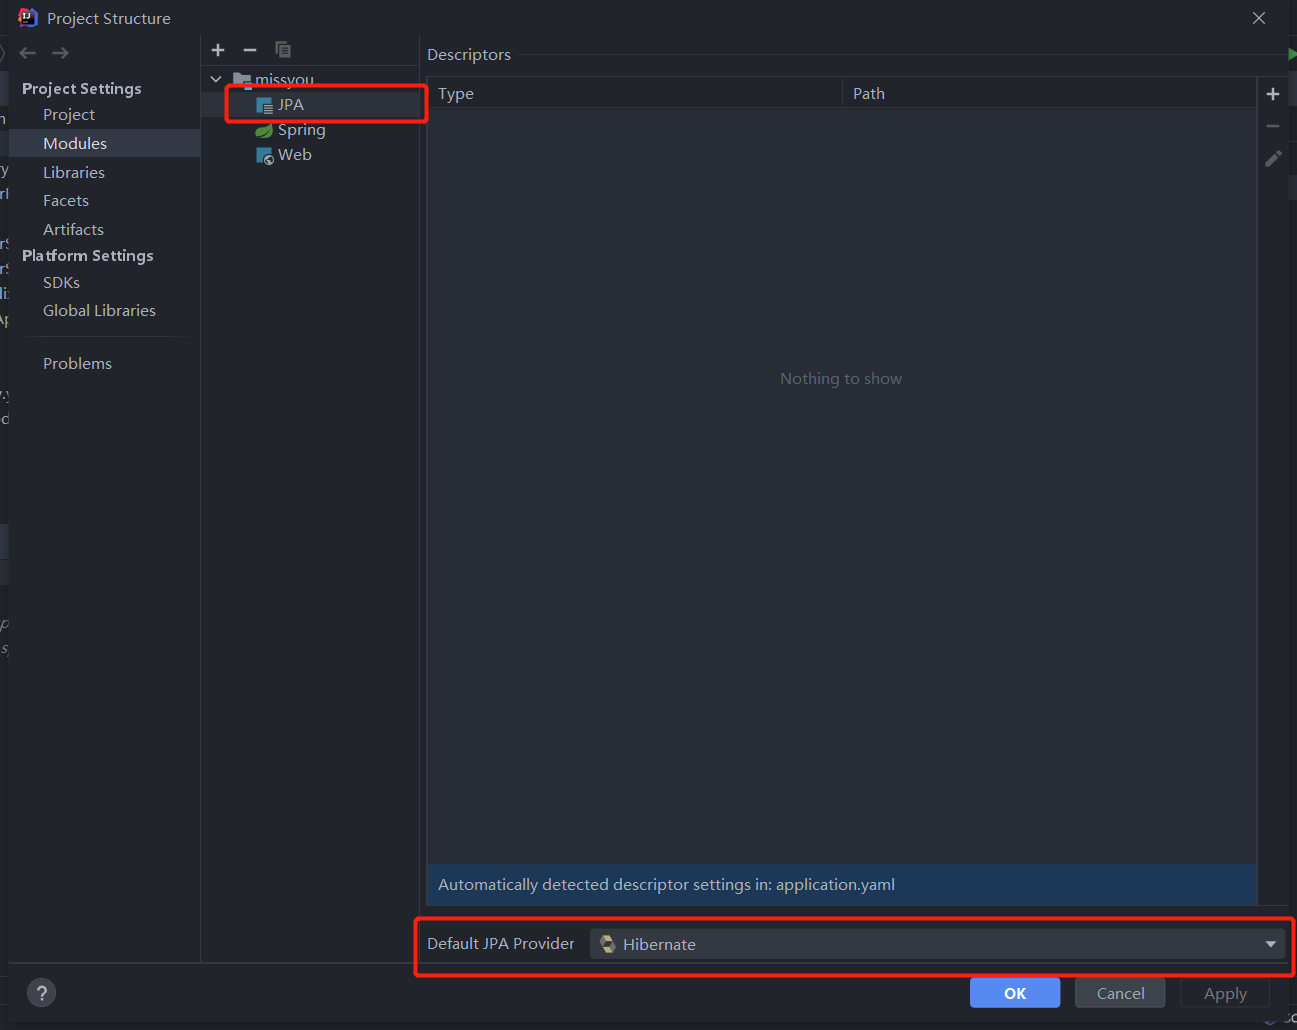 Project Structure
Project Settings
Project
Modules
Libraries
Facets
Artifacts
Platform Settings
SDKs
Global Libraries
Problems
missyou
JPA
Spring
Web
Descriptors
Type
Path
Nothing to show
Automatically detected descriptor settings in: application.yaml
Default JPA Provider
Hibernate
?
OK
Cancel
Apply